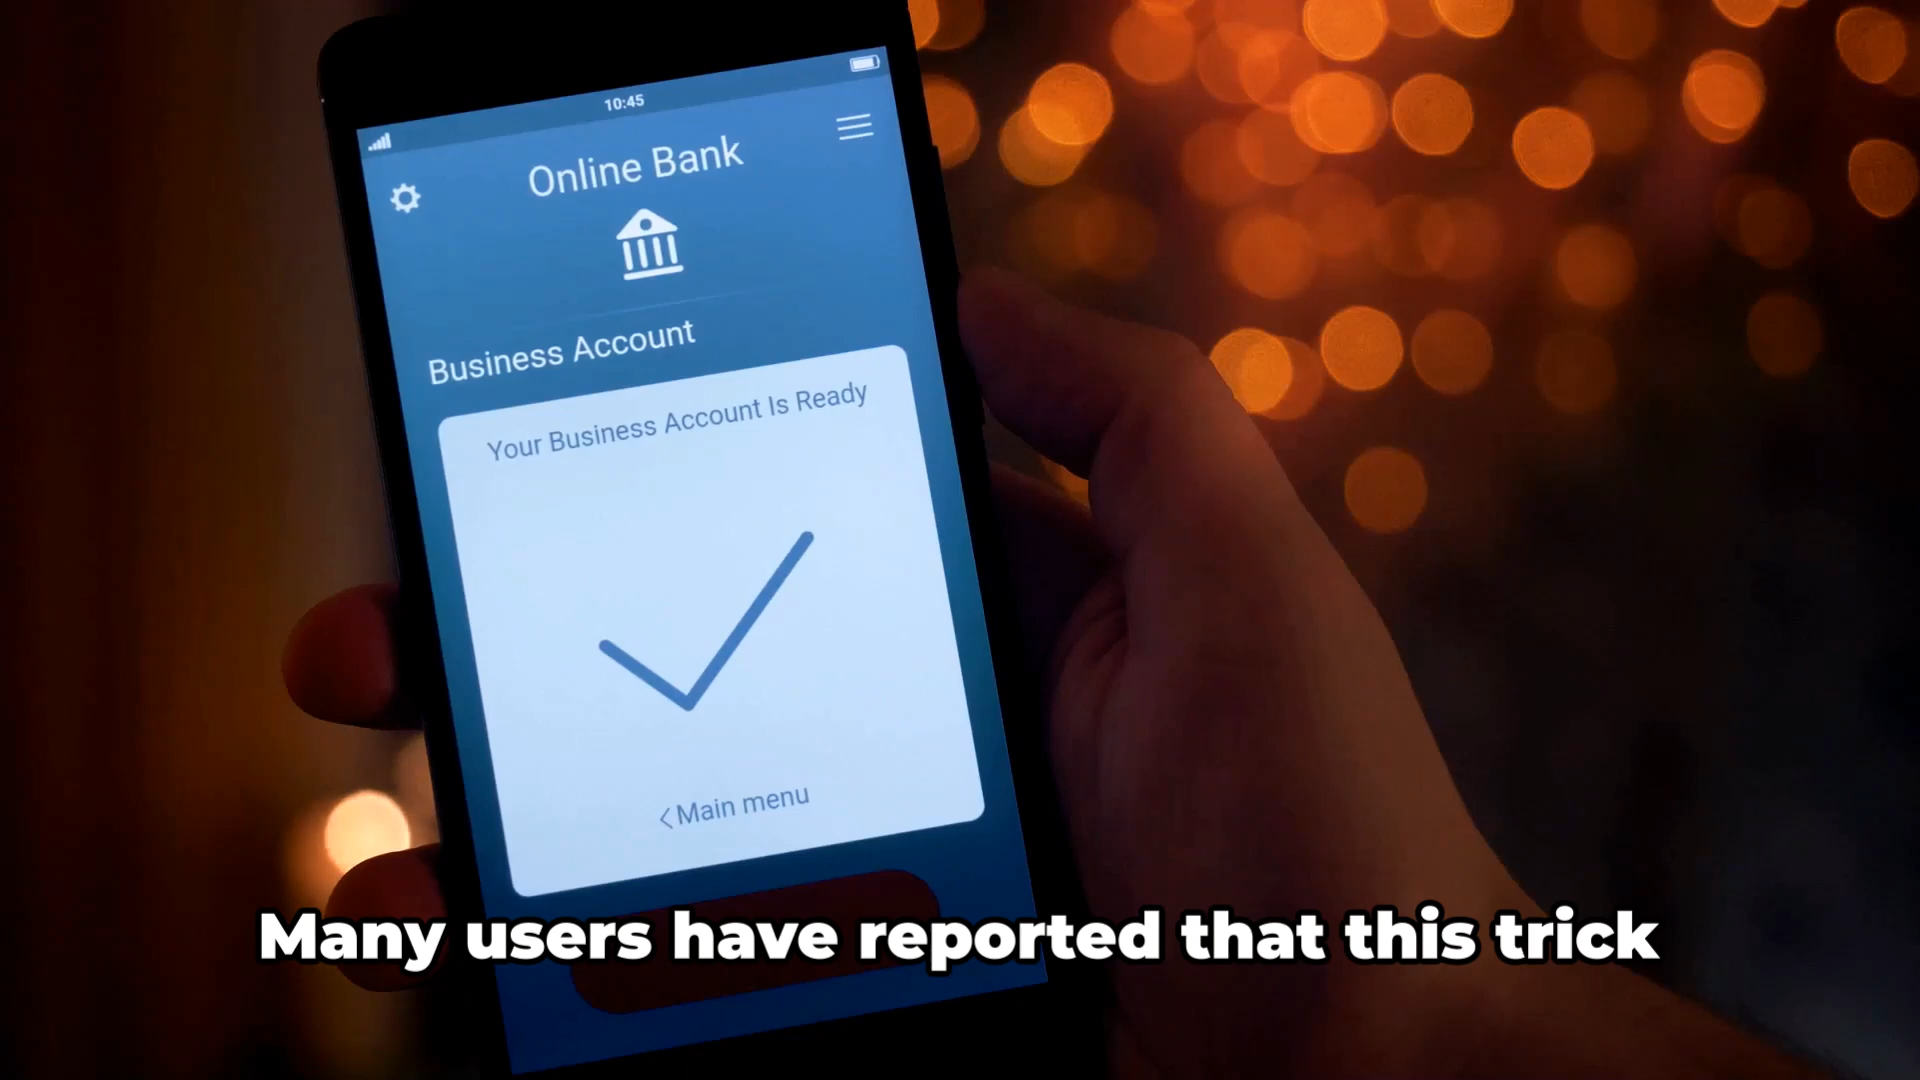 10:45
Online Bank
Business Account
Your Business Account Is Ready
Main menu
Many users have reported that this trick